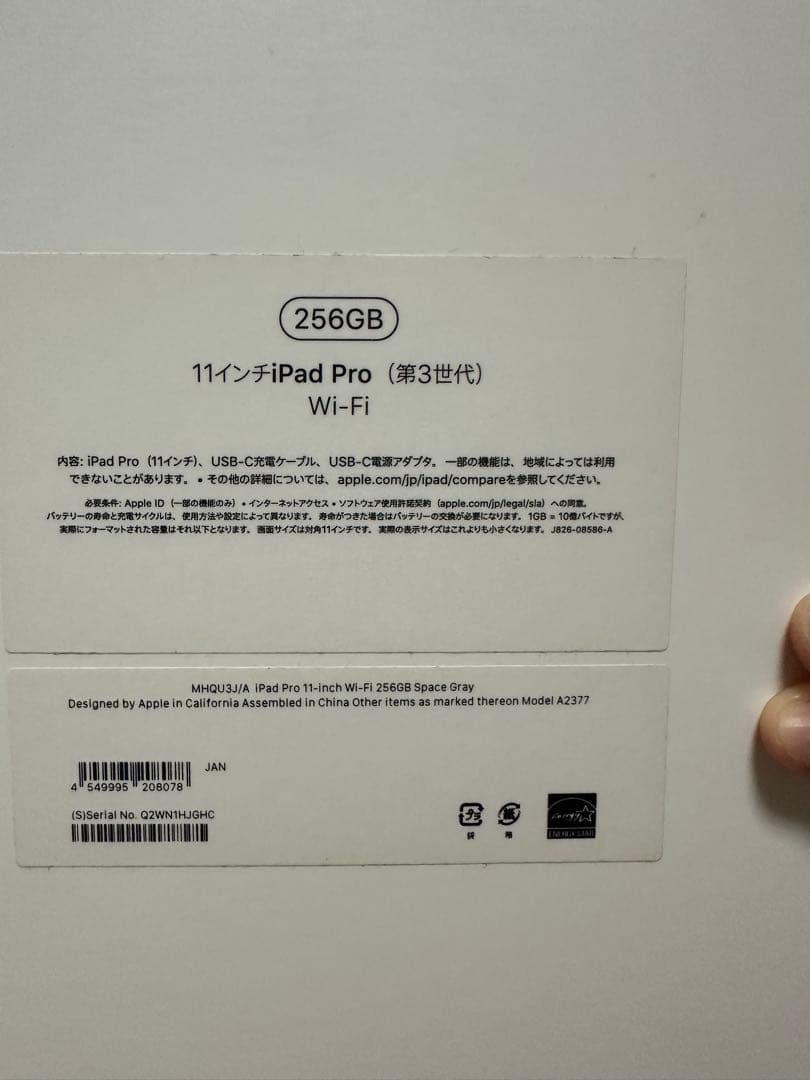 256GB
11インチiPad Pro（第3世代）
Wi-Fi
内容: iPad Pro（11インチ）、USB-C充電ケーブル、USB-C電源アダプタ。一部の機能は、地域によっては利用
できないことがあります。• その他の詳細については、apple.com/jp/ipad/compareを参照してください。
必要条件: Apple ID（一部の機能のみ）• インターネットアクセス • ソフトウェア使用許諾契約（apple.com/jp/legal/sla）への同意。
バッテリーの寿命と充電サイクルは、使用方法や設定によって異なります。寿命がつきた場合はバッテリーの交換が必要になります。1GB = 10億バイトですが、
実際にフォーマットされた容量はそれ以下となります。画面サイズは対角11インチです。実際の表示サイズはこれよりも小さくなります。J826-08586-A
MHQU3J/A iPad Pro 11-inch Wi-Fi 256GB Space Gray
Designed by Apple in California Assembled in China Other items as marked thereon Model A2377
JAN
4 549995 208078
(S)Serial No. Q2WN1HJGHC
プラ 紙
袋 箱
energy
ENERGY STAR